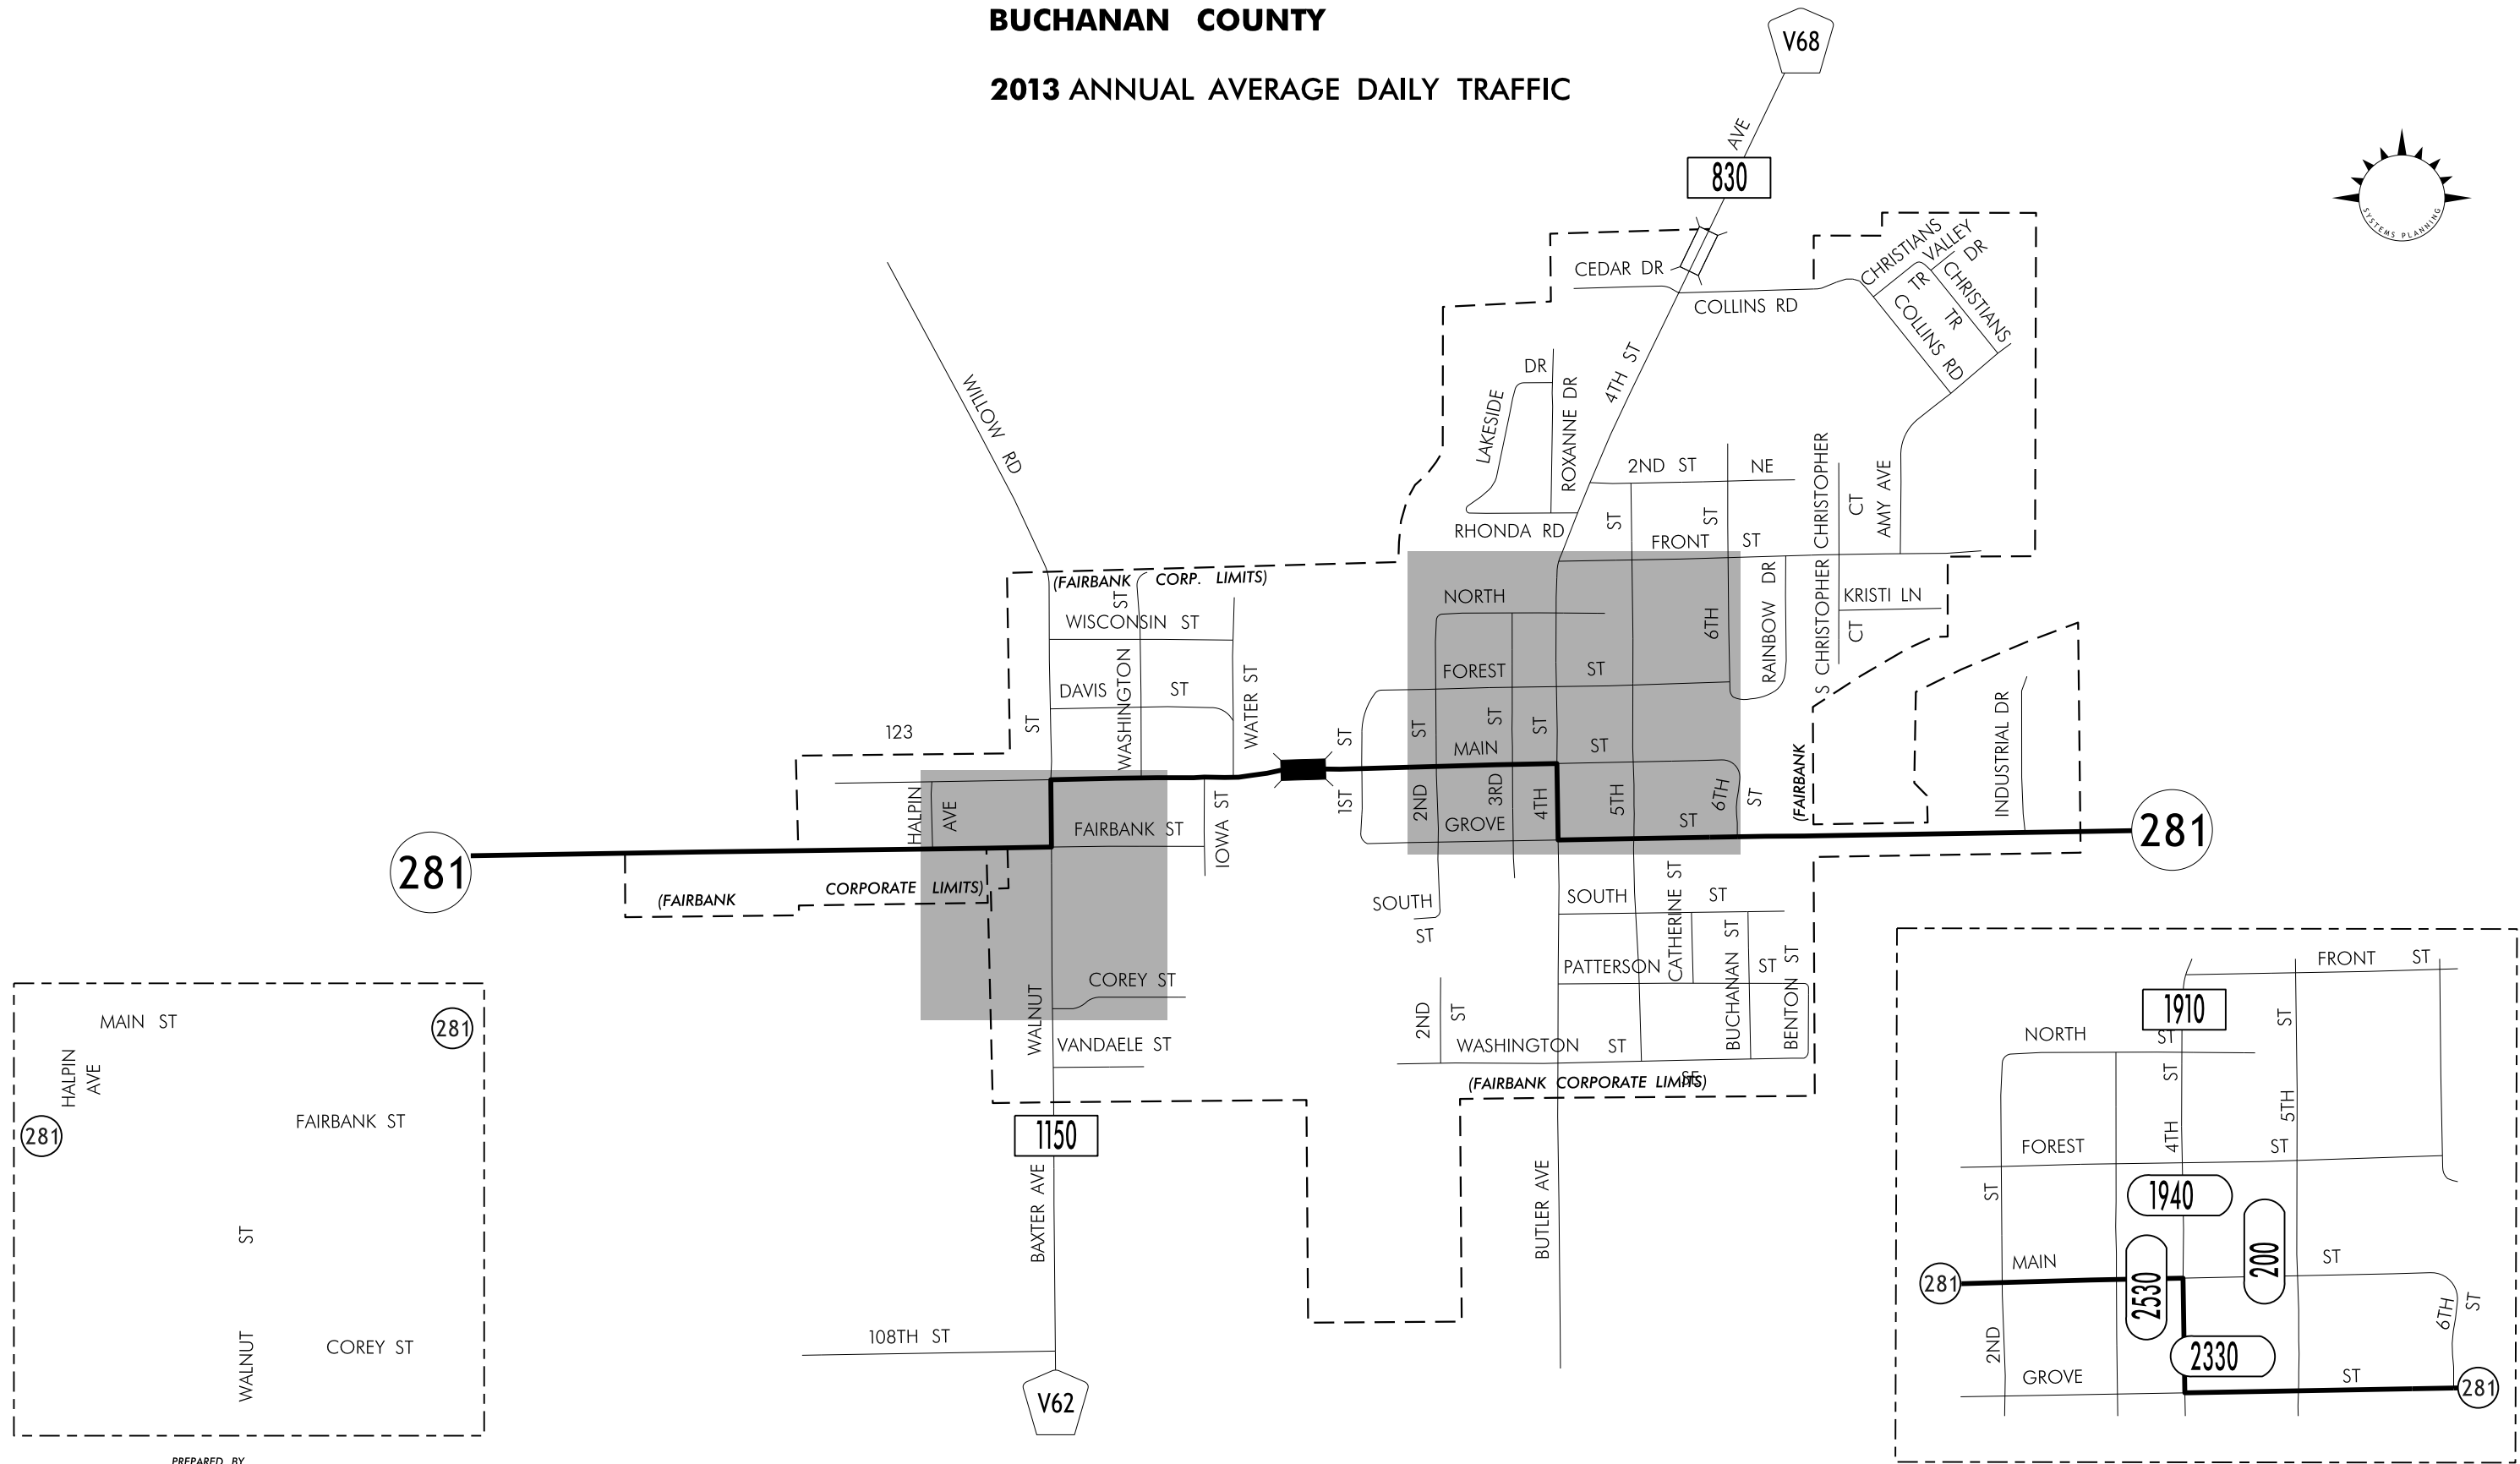 BUCHANAN COUNTY
2013 ANNUAL AVERAGE DAILY TRAFFIC
V68
AVE
830
SYSTEMS PLANNING
CEDAR DR
COLLINS RD
CHRISTIANS
VALLEY
DR
TR
CHRISTIANS
TR
COLLINS RD
4TH ST
DR
LAKESIDE
ROXANNE DR
RHONDA RD
WILLOW RD
2ND ST NE
ST
ST
FRONT ST
CHRISTOPHER
CT
AMY AVE
S CHRISTOPHER
CHRISTOPHER
CT
KRISTI LN
RAINBOW DR
6TH
(FAIRBANK CORP. LIMITS)
ST
WISCONSIN ST
WASHINGTON
DAVIS ST
ST
WATER ST
123
NORTH
FOREST ST
ST
ST
ST
ST
MAIN ST
1ST
2ND
3RD
4TH
5TH
6TH
ST
GROVE ST
(FAIRBANK
INDUSTRIAL DR
HALPIN
AVE
FAIRBANK ST
IOWA ST
281
281
(FAIRBANK CORPORATE LIMITS)
SOUTH
ST
SOUTH ST
CATHERINE ST
PATTERSON ST
BUCHANAN ST
BENTON ST
2ND
ST
WASHINGTON ST
SE
(FAIRBANK CORPORATE LIMITS)
COREY ST
WALNUT
VANDAELE ST
1150
BAXTER AVE
BUTLER AVE
108TH ST
V62
MAIN ST
281
HALPIN
AVE
281
FAIRBANK ST
ST
WALNUT
COREY ST
PREPARED BY
FRONT ST
1910
NORTH ST
ST
ST
4TH
5TH
FOREST ST
1940
ST
200
MAIN ST
281
2530
2330
2ND
6TH
ST
GROVE ST
281